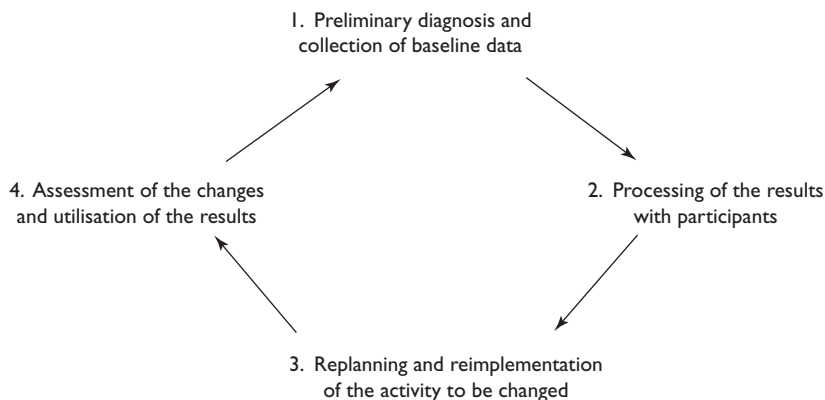 1. Preliminary diagnosis and
collection of baseline data
4. Assessment of the changes
and utilisation of the results
2. Processing of the results
with participants
3. Replanning and reimplementation
of the activity to be changed